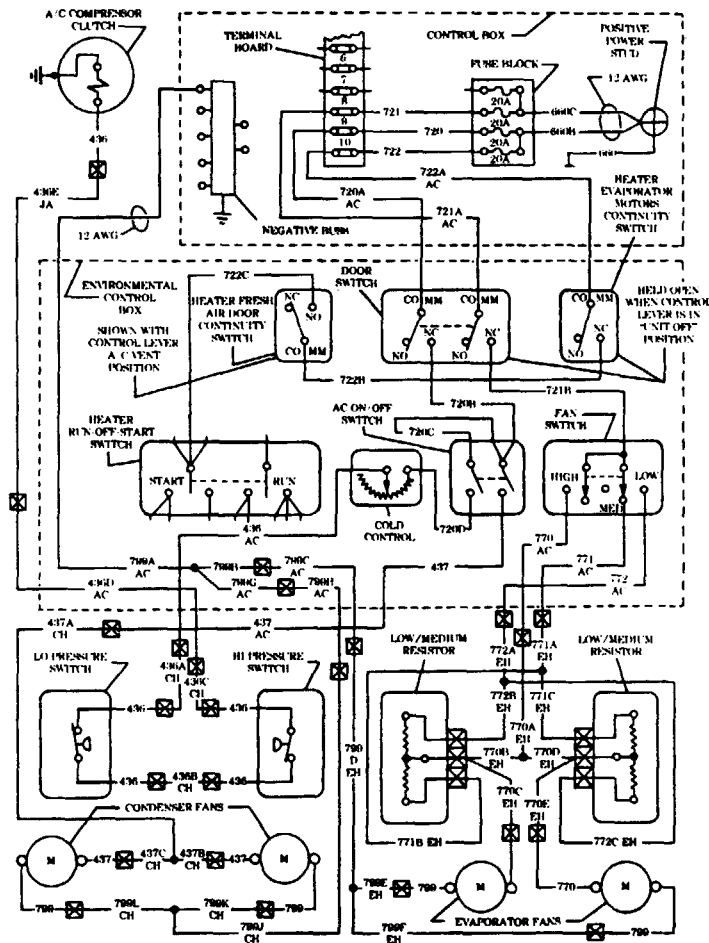 A/C COMPRESSOR
CLUTCH
TERMINAL
BOARD
CONTROL BOX
POSITIVE
POWER
STUD
FUSE BLOCK
12 AWG
6
7
8
9
10
20A
20A
20A
20A
721
720
722
660C
660B
660
436
436E
JA
12 AWG
NEGATIVE BUSS
720A
AC
722A
AC
721A
AC
HEATER
EVAPORATOR
MOTORS
CONTINUITY
SWITCH
ENVIRONMENTAL
CONTROL
BOX
722C
HEATER FRESH
AIR DOOR
CONTINUITY
SWITCH
DOOR
SWITCH
HELD OPEN
WHEN CONTROL
LEVER IS IN
"UNIT OFF"
POSITION
SHOWN WITH
CONTROL LEVER
A/C VENT
POSITION
NC
NO
COMM
COMM
COMM
NC
NC
NO
NO
COMM
NC
NO
722B
721B
720B
HEATER
RUN-OFF-START
SWITCH
AC ON/OFF
SWITCH
720C
FAN
SWITCH
START
RUN
HIGH
LOW
MED
COLD
CONTROL
436
AC
720D
770
AC
771
AC
772
AC
799A
AC
799B
799C
AC
799G
AC
799H
AC
437
436D
AC
437A
CH
437
AC
LO PRESSURE
SWITCH
436A
CH
436C
CH
HI PRESSURE
SWITCH
LOW/MEDIUM
RESISTOR
772A
EH
771A
EH
LOW/MEDIUM
RESISTOR
772B
EH
771C
EH
436
436
770A
EH
770B
EH
770D
EH
799
D
EH
436
436B
CH
436
770C
EH
770E
EH
771B EH
772C EH
CONDENSER FANS
M
437
437C
CH
437B
CH
437
M
799E
EH
799
M
770
M
799
799L
CH
799K
CH
799
799J
CH
EVAPORATOR FANS
799F
EH
799